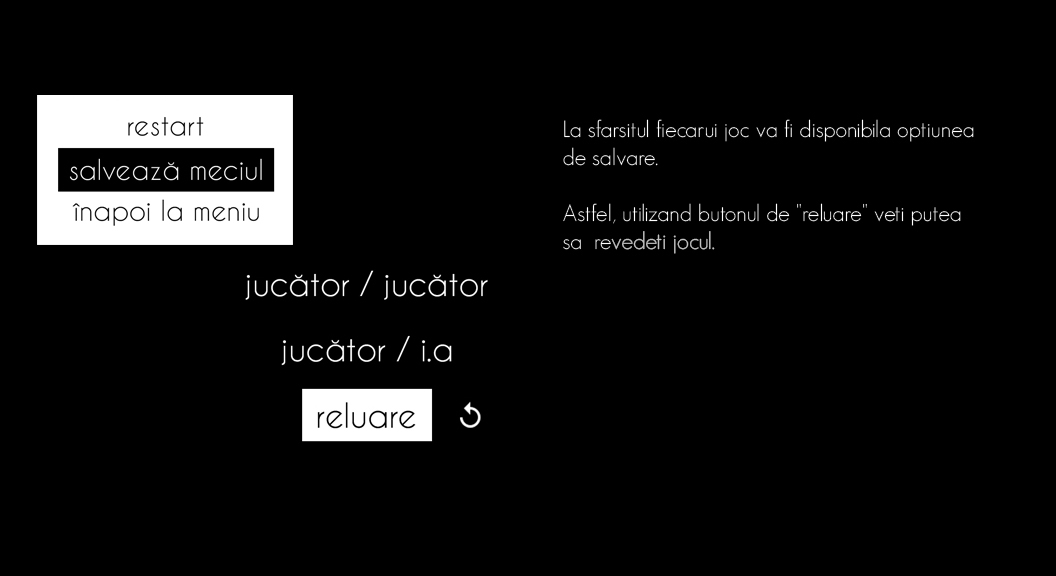 restart
salvează meciul
înapoi la meniu
jucător / jucător
jucător / i.a
reluare
La sfarsitul fiecarui joc va fi disponibila optiunea
de salvare.
Astfel, utilizand butonul de "reluare" veti putea
sa  revedeti jocul.